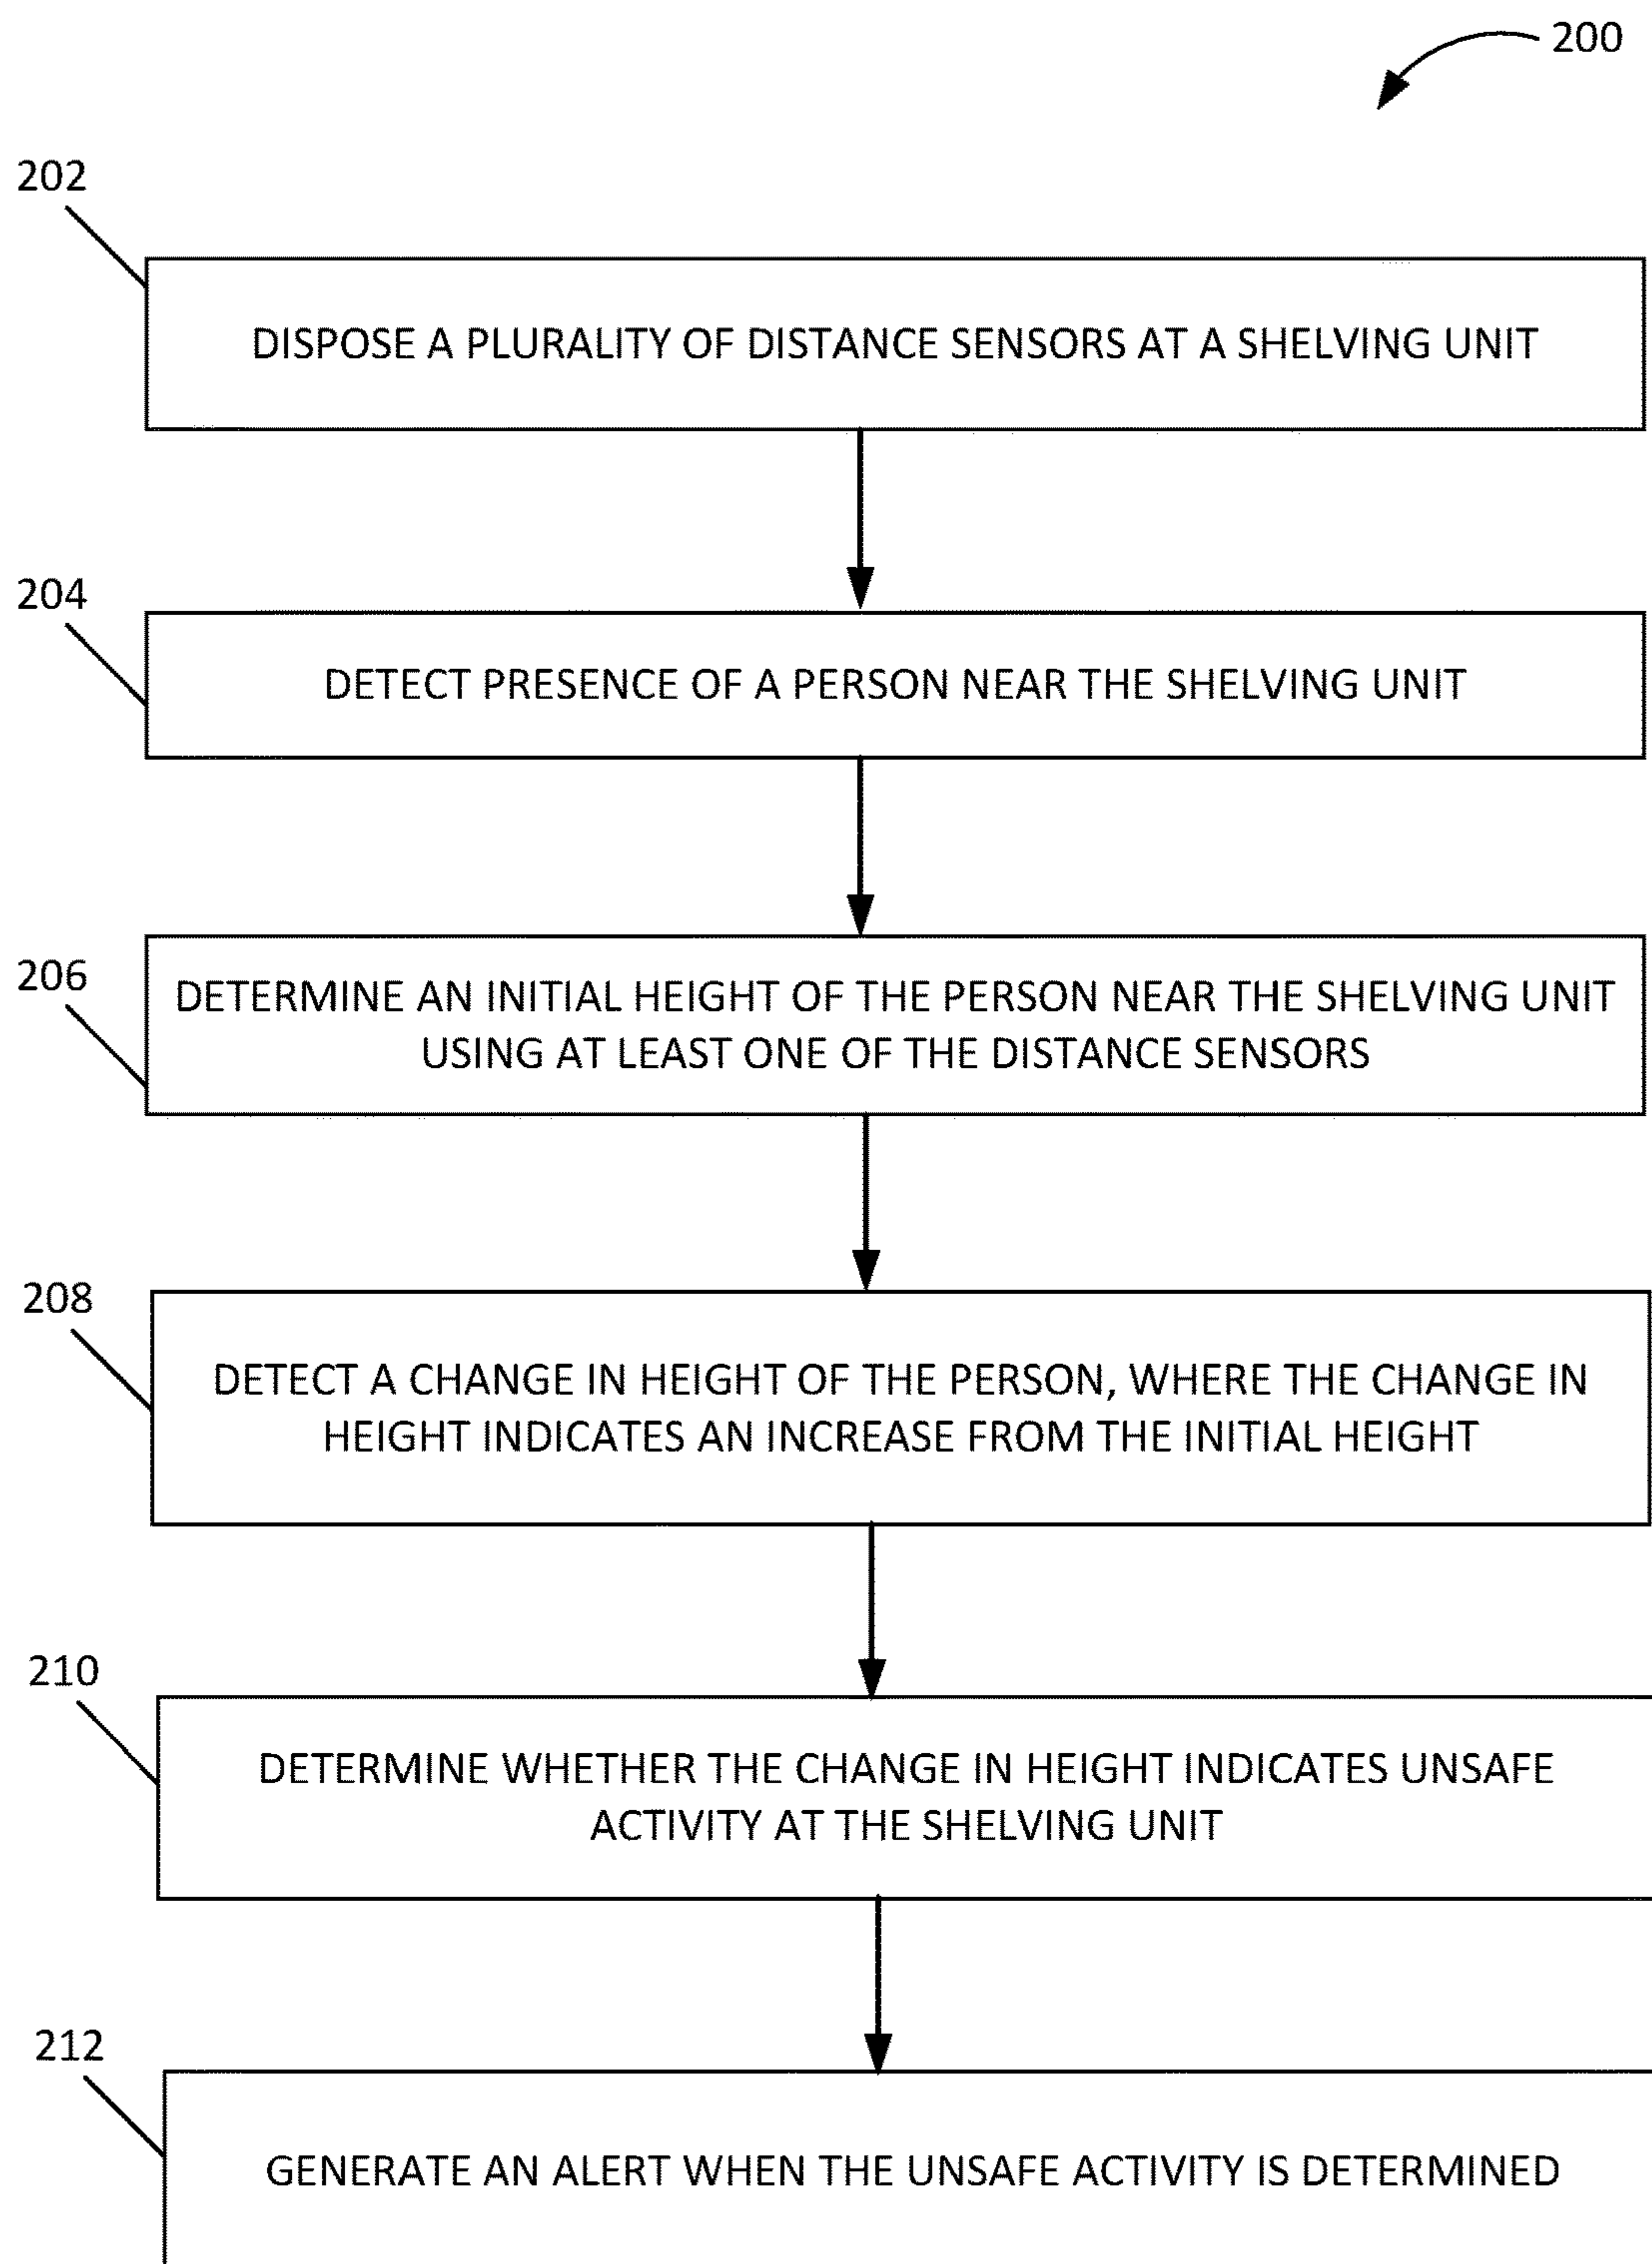 200
202
DISPOSE A PLURALITY OF DISTANCE SENSORS AT A SHELVING UNIT
204
DETECT PRESENCE OF A PERSON NEAR THE SHELVING UNIT
206
DETERMINE AN INITIAL HEIGHT OF THE PERSON NEAR THE SHELVING UNIT
USING AT LEAST ONE OF THE DISTANCE SENSORS
208
DETECT A CHANGE IN HEIGHT OF THE PERSON, WHERE THE CHANGE IN
HEIGHT INDICATES AN INCREASE FROM THE INITIAL HEIGHT
210
DETERMINE WHETHER THE CHANGE IN HEIGHT INDICATES UNSAFE
ACTIVITY AT THE SHELVING UNIT
212
GENERATE AN ALERT WHEN THE UNSAFE ACTIVITY IS DETERMINED